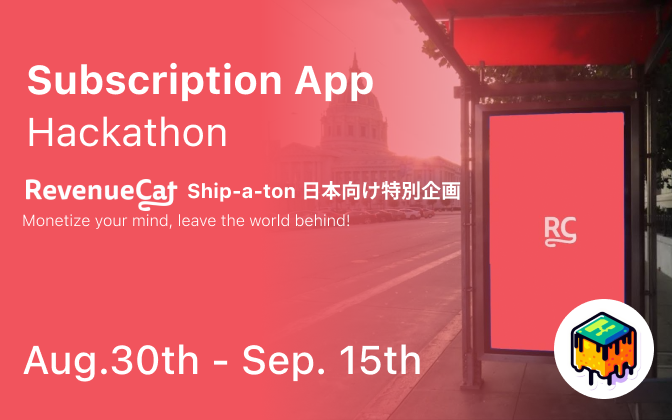 Subscription App
Hackathon
RevenueCat Ship-a-ton 日本向け特別企画
Monetize your mind, leave the world behind!
RC
Aug.30th - Sep. 15th